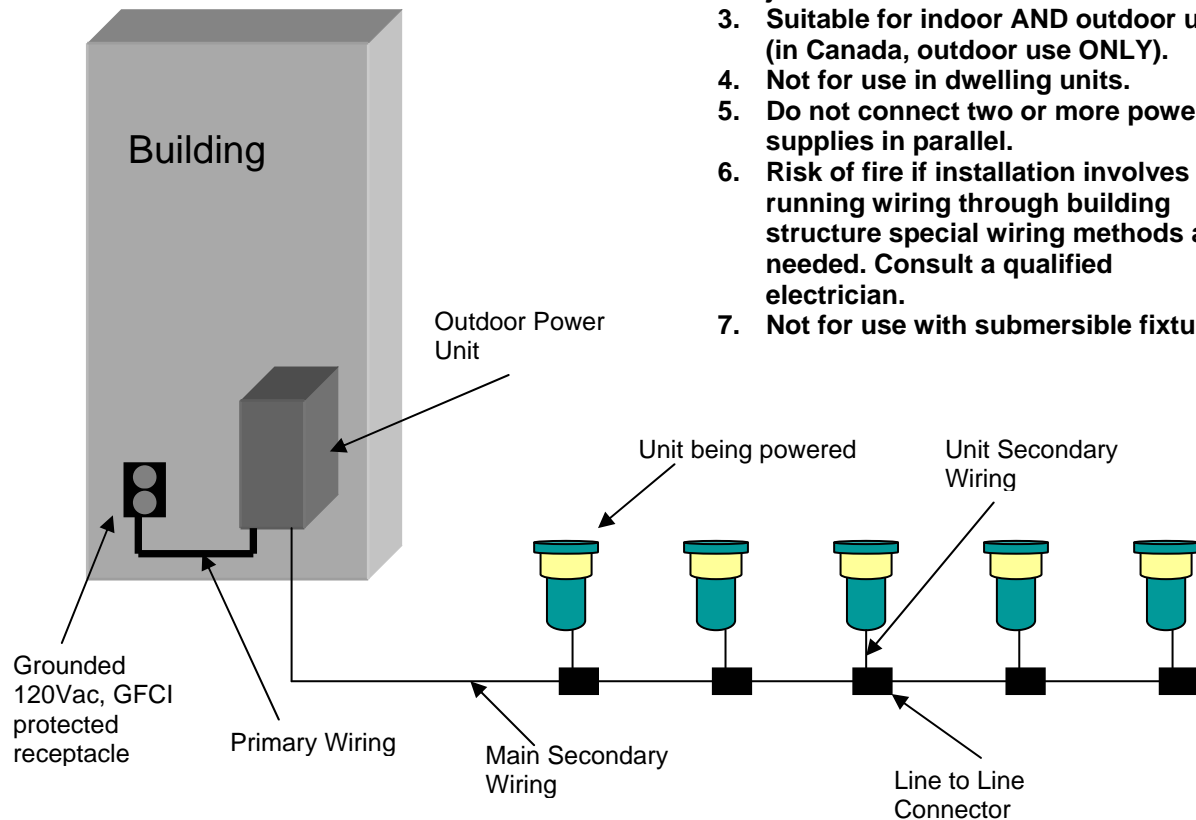 3. Suitable for indoor AND outdoor
(in Canada, outdoor use ONLY).
4. Not for use in dwelling units.
5. Do not connect two or more
supplies in parallel.
6. Risk of fire if installation involves
running wiring through building
structure special wiring methods
needed. Consult a qualified
electrician.
7. Not for use with submersible
Building
Outdoor Power
Unit
Unit being powered
Unit Secondary
Wiring
Grounded
120Vac, GFCI
protected
receptacle
Primary Wiring
Main Secondary
Wiring
Line to Line
Connector